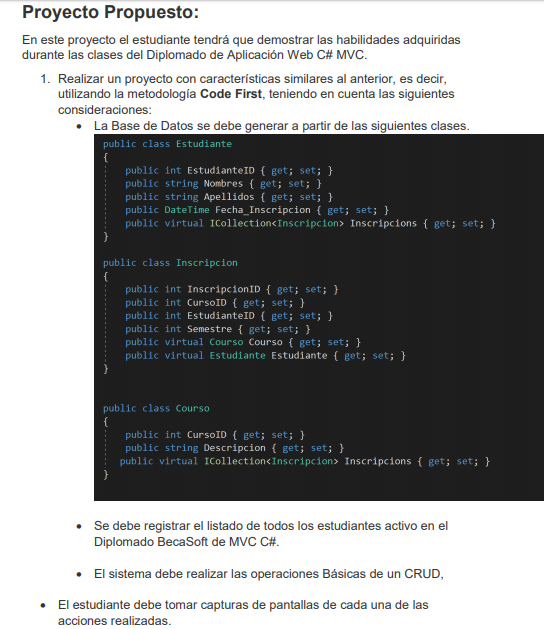 Proyecto Propuesto:
En este proyecto el estudiante tendrá que demostrar las habilidades adquiridas
durante las clases del Diplomado de Aplicación Web C# MVC.
1. Realizar un proyecto con características similares al anterior, es decir,
utilizando la metodología Code First, teniendo en cuenta las siguientes
consideraciones:
• La Base de Datos se debe generar a partir de las siguientes clases.
public class Estudiante
{
public int EstudianteID { get; set; }
public string Nombres { get; set; }
public string Apellidos { get; set; }
public DateTime Fecha_Inscripcion { get; set; }
public virtual ICollection<Inscripcion> Inscripcions { get; set; }
}
public class Inscripcion
{
public int InscripcionID { get; set; }
public int CursoID { get; set; }
public int EstudianteID { get; set; }
public int Semestre { get; set; }
public virtual Courso Courso { get; set; }
public virtual Estudiante Estudiante { get; set; }
}
public class Courso
{
public int CursoID { get; set; }
public string Descripcion { get; set; }
public virtual ICollection<Inscripcion> Inscripcions { get; set; }
}
• Se debe registrar el listado de todos los estudiantes activo en el
Diplomado BecaSoft de MVC C#.
• El sistema debe realizar las operaciones Básicas de un CRUD,
• El estudiante debe tomar capturas de pantallas de cada una de las
acciones realizadas.